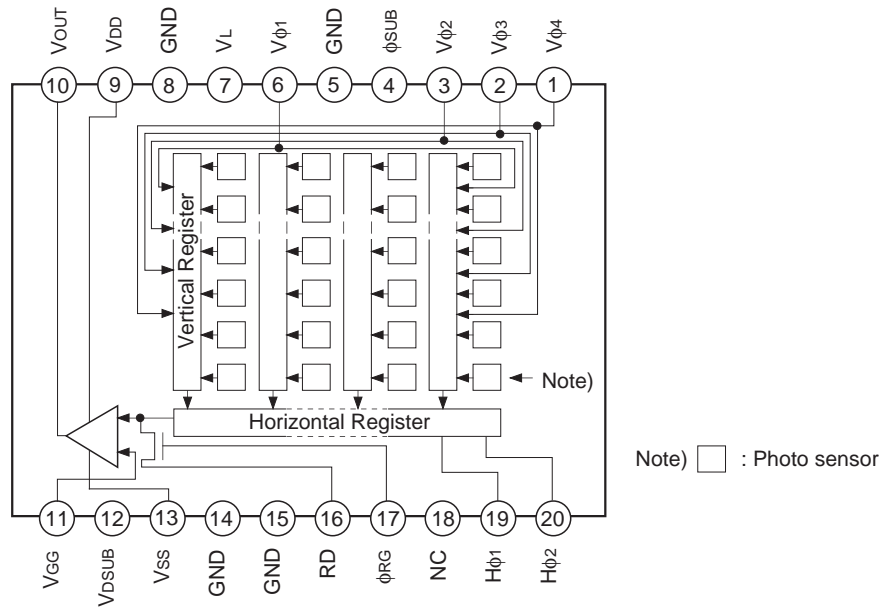 VOUT
VDD
GND
VL
Vϕ1
GND
ϕSUB
Vϕ2
Vϕ3
Vϕ4
10 9 8 7 6 5 4 3 2 1
Vertical Register
Note)
Horizontal Register
Note) : Photo sensor
11 12 13 14 15 16 17 18 19 20
VGG
VDSUB
VSS
GND
GND
RD
ϕRG
NC
Hϕ1
Hϕ2